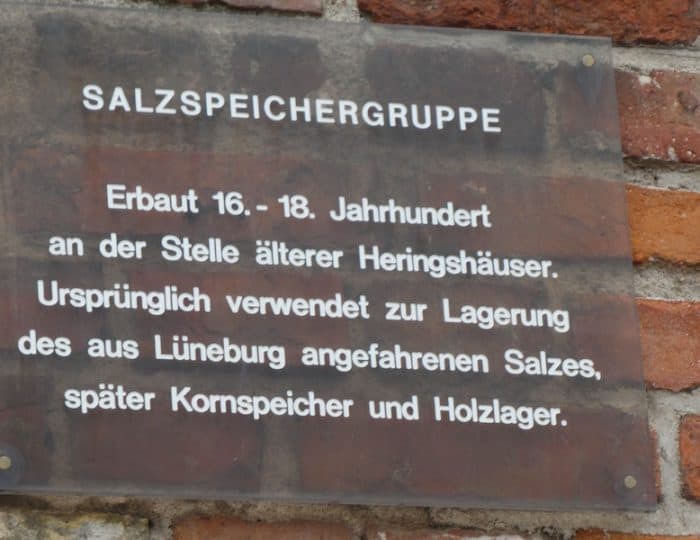 SALZSPEICHERGRUPPE
Erbaut 16.- 18. Jahrhundert
an der Stelle älterer Heringshäuser.
Ursprünglich verwendet zur Lagerung
des aus Lüneburg angefahrenen Salzes,
später Kornspeicher und Holzlager.